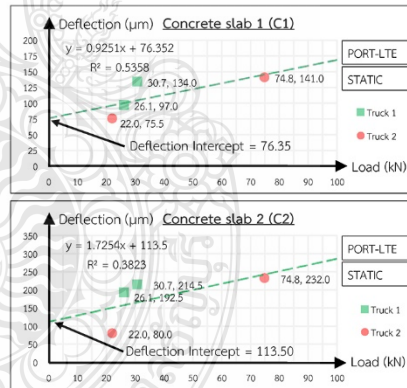 Deflection (µm) Concrete slab 1 (C1)
y = 0.9251x + 76.352
R² = 0.5358
PORT-LTE
STATIC
Truck 1
Truck 2
200
175
150
125
100
75
50
25
0
30.7, 134.0
26.1, 97.0
22.0, 75.5
74.8, 141.0
Deflection Intercept = 76.35
Load (kN)
0 10 20 30 40 50 60 70 80 90 100
Deflection (µm) Concrete slab 2 (C2)
y = 1.7254x + 113.5
R² = 0.3823
PORT-LTE
STATIC
Truck 1
Truck 2
350
300
250
200
150
100
50
0
30.7, 214.5
26.1, 192.5
22.0, 80.0
74.8, 232.0
Deflection Intercept = 113.50
Load (kN)
0 10 20 30 40 50 60 70 80 90 100